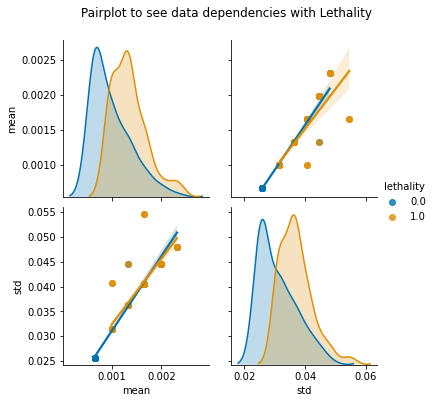 Pairplot to see data dependencies with Lethality
0.0025
0.0020
0.0015
0.0010
mean
lethality
0.0
1.0
0.055
0.050
0.045
0.040
0.035
0.030
0.025
std
0.001 0.002
0.02 0.04 0.06
mean
std